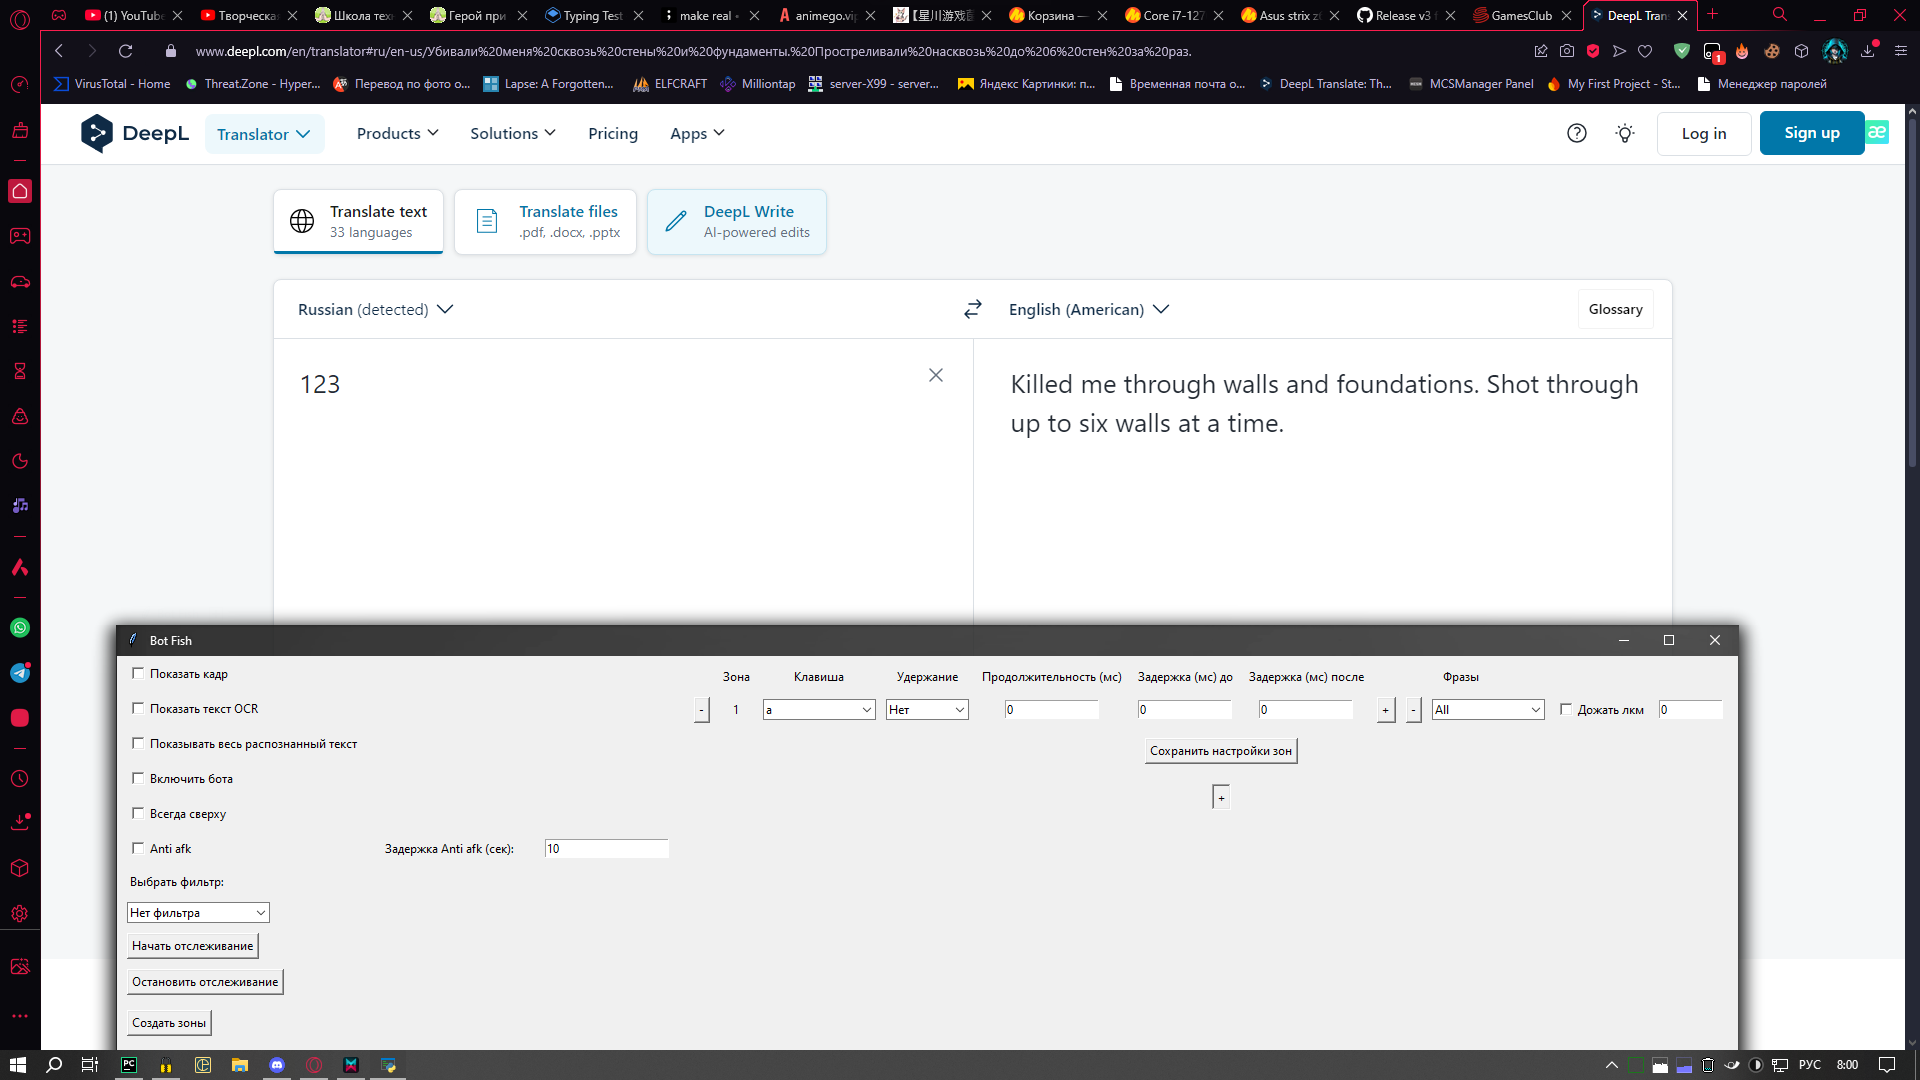 (1) YouTube
Творческа
Школа тех
Герой при
Typing Test
make real
animego.vip
【星川游戏
Корзина —
Core i7-127
Asus strix z
Release v3 f
GamesClub
DeepL Tran
www.deepl.com/en/translator#ru/en-us/Убивали%20меня%20сквозь%20стены%20и%20фундаменты.%20Простреливали%20насквозь%20до%206%20стен%20за%20раз.
1
VirusTotal - Home
Threat.Zone - Hyper...
Перевод по фото о...
Lapse: A Forgotten...
ELFCRAFT
Milliontap
server-X99 - server...
Яндекс Картинки: п...
Временная почта о...
DeepL Translate: Th...
MCSManager Panel
My First Project - St...
Менеджер паролей
DeepL
Translator
Products
Solutions
Pricing
Apps
Log in
Sign up
æ
Translate text
33 languages
Translate files
.pdf, .docx, .pptx
DeepL Write
AI-powered edits
Russian (detected)
English (American)
Glossary
123
Killed me through walls and foundations. Shot through
up to six walls at a time.
Bot Fish
Показать кадр
Показать текст OCR
Показывать весь распознанный текст
Включить бота
Всегда сверху
Anti afk
Задержка Anti afk (сек):
10
Выбрать фильтр:
Нет фильтра
Начать отслеживание
Остановить отслеживание
Создать зоны
Зона
Клавиша
Удержание
Продолжительность (мс)
Задержка (мс) до
Задержка (мс) после
Фразы
-
1
a
Нет
0
0
0
+
-
All
Дожать лкм
0
Сохранить настройки зон
+
PC
РУС
8:00